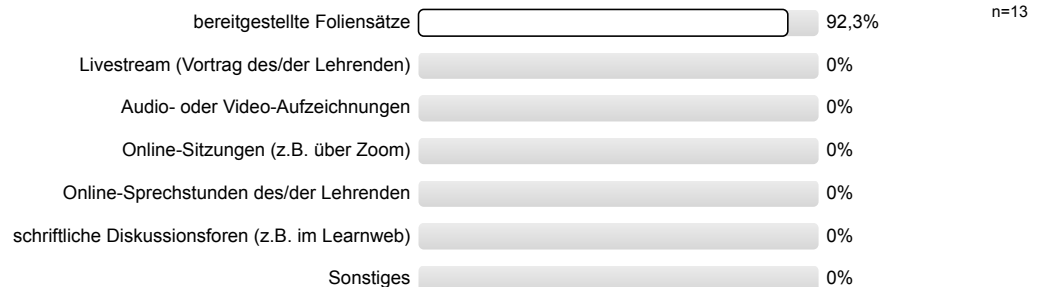 bereitgestellte Foliensätze 92,3% n=13
Livestream (Vortrag des/der Lehrenden) 0%
Audio- oder Video-Aufzeichnungen 0%
Online-Sitzungen (z.B. über Zoom) 0%
Online-Sprechstunden des/der Lehrenden 0%
schriftliche Diskussionsforen (z.B. im Learnweb) 0%
Sonstiges 0%